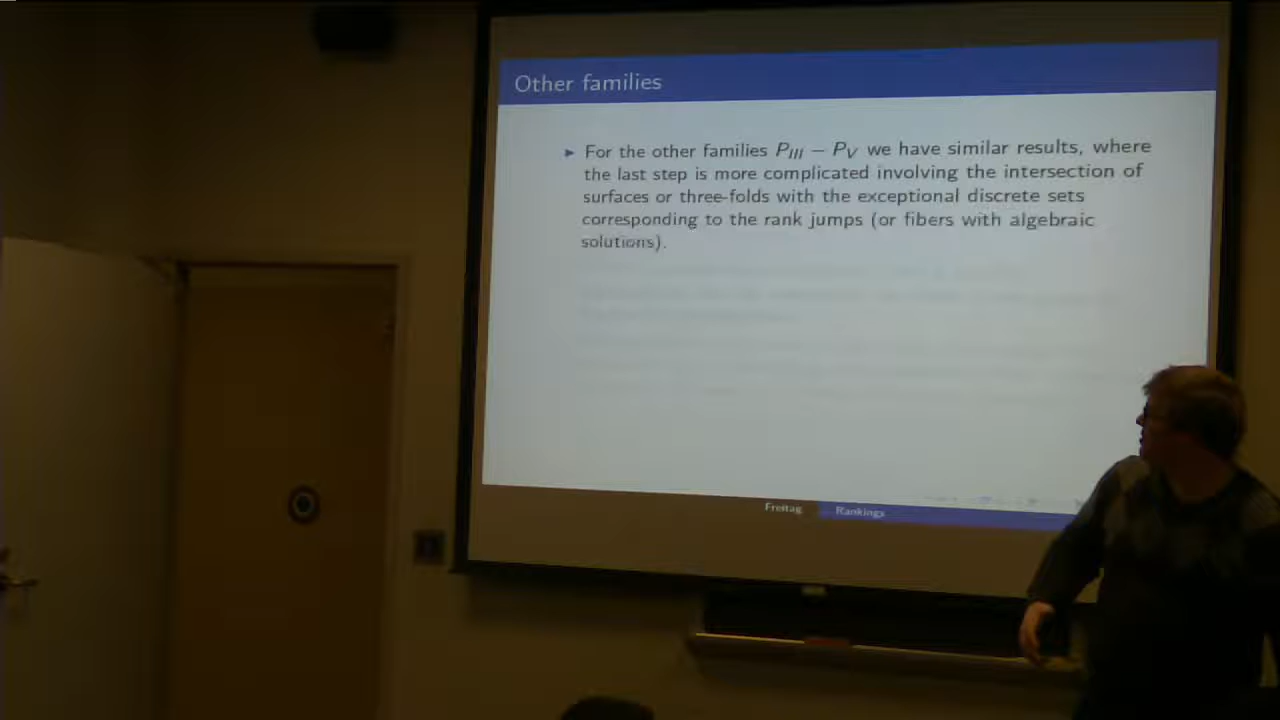 Other families
► For the other families P_III − P_V we have similar results, where
the last step is more complicated involving the intersection of
surfaces or three-folds with the exceptional discrete sets
corresponding to the rank jumps (or fibers with algebraic
solutions).
Freitag Rankings